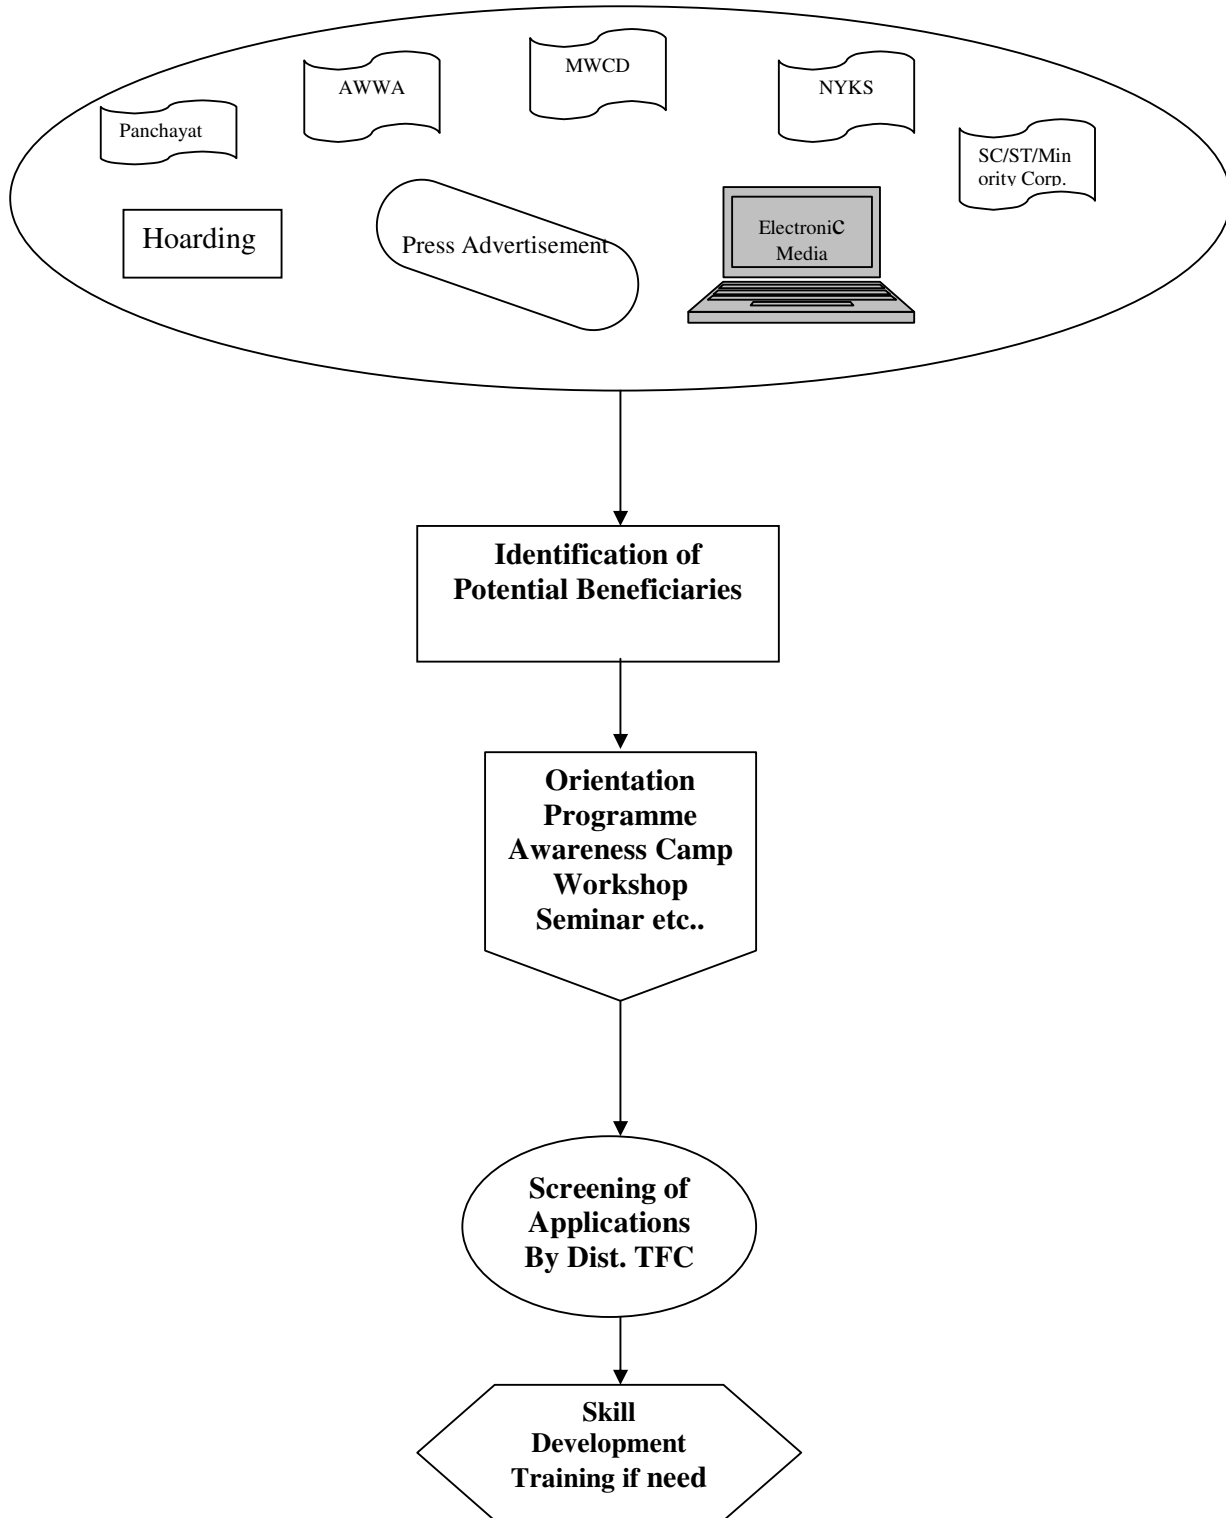 MWCD
AWWA
NYKS
Panchayat
SC/ST/Min
ority Corp.
Hoarding
Press Advertisement
Electronic
Media
Identification of
Potential Beneficiaries
Orientation
Programme
Awareness Camp
Workshop
Seminar etc..
Screening of
Applications
By Dist. TFC
Skill
Development
Training if need